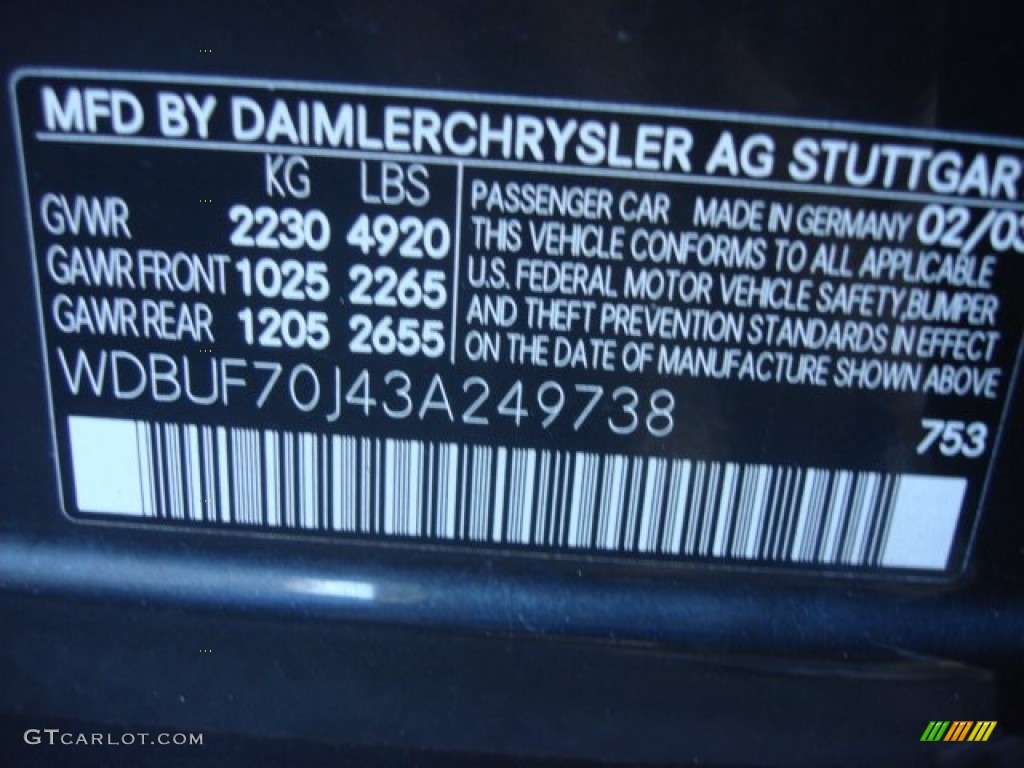 MFD BY DAIMLERCHRYSLER AG STUTTGAR
KG LBS
GVWR 2230 4920
GAWR FRONT 1025 2265
GAWR REAR 1205 2655
PASSENGER CAR MADE IN GERMANY 02/03
THIS VEHICLE CONFORMS TO ALL APPLICABLE
U.S. FEDERAL MOTOR VEHICLE SAFETY,BUMPER
AND THEFT PREVENTION STANDARDS IN EFFECT
ON THE DATE OF MANUFACTURE SHOWN ABOVE
WDBUF70J43A249738
753
GTCARLOT.COM